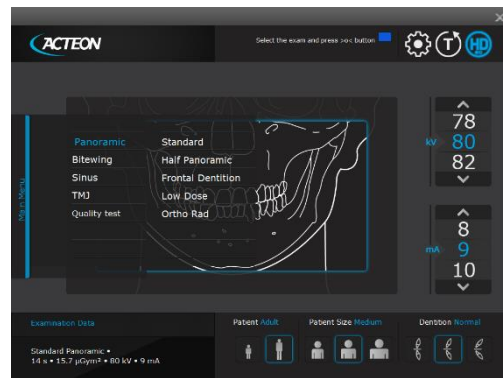 ACTEON
Select the exam and press >o< button
T
HD
Main Menu
Panoramic
Bitewing
Sinus
TMJ
Quality test
Standard
Half Panoramic
Frontal Dentition
Low Dose
Ortho Rad
78
kV 80
82
8
mA 9
10
Examination Data
Standard Panoramic •
14 s • 15.7 µGym² • 80 kV • 9 mA
Patient Adult
Patient Size Medium
Dentition Normal